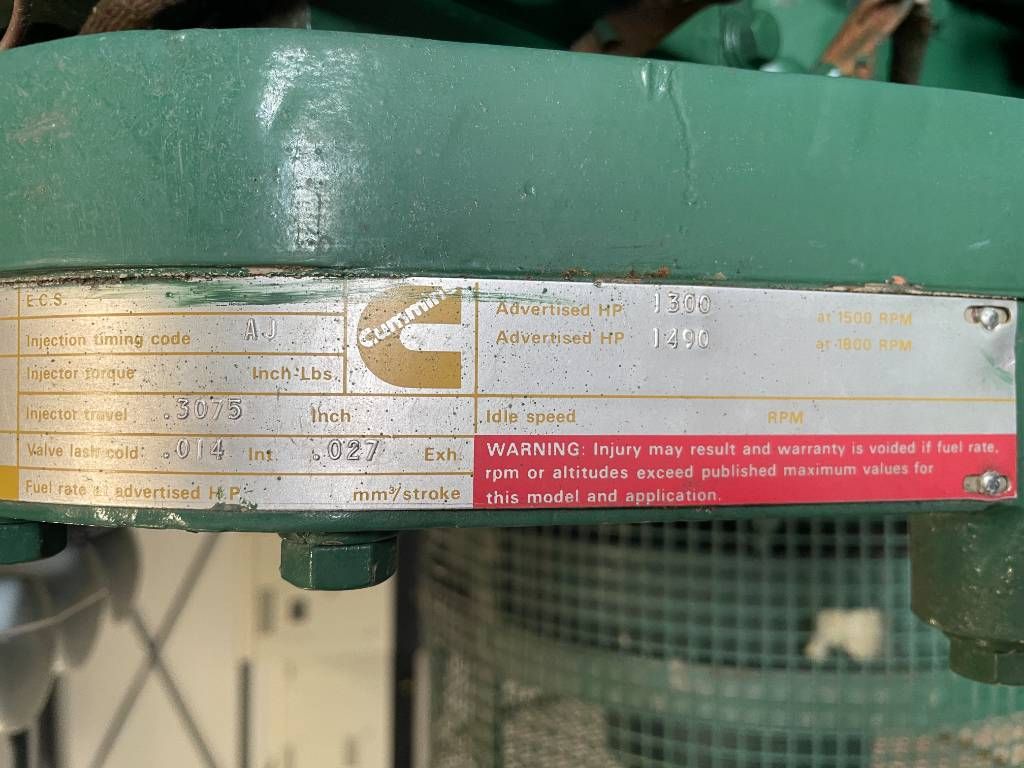 E.C.S.
Injection timing code AJ
Injector torque Inch-Lbs.
Injector travel .3075 Inch
Valve lash cold: .014 Int. .027 Exh.
Fuel rate at advertised H.P. mm³/stroke
Cummins
Advertised HP 1300 at 1500 RPM
Advertised HP 1490 at 1800 RPM
Idle speed RPM
WARNING: Injury may result and warranty is voided if fuel rate,
rpm or altitudes exceed published maximum values for
this model and application.